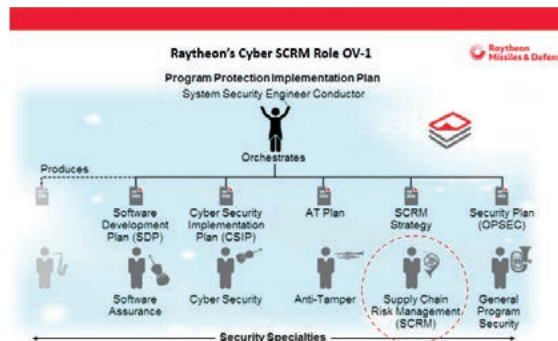 Raytheon's Cyber SCRM Role OV-1
Raytheon
Missiles & Defense
Program Protection Implementation Plan
System Security Engineer Conductor
Orchestrates
Produces
Software
Development
Plan (SDP)
Cyber Security
Implementation
Plan (CSIP)
AT Plan
SCRM
Strategy
Security Plan
(OPSEC)
Software
Assurance
Cyber Security
Anti-Tamper
Supply Chain
Risk Management
(SCRM)
General
Program
Security
Security Specialties